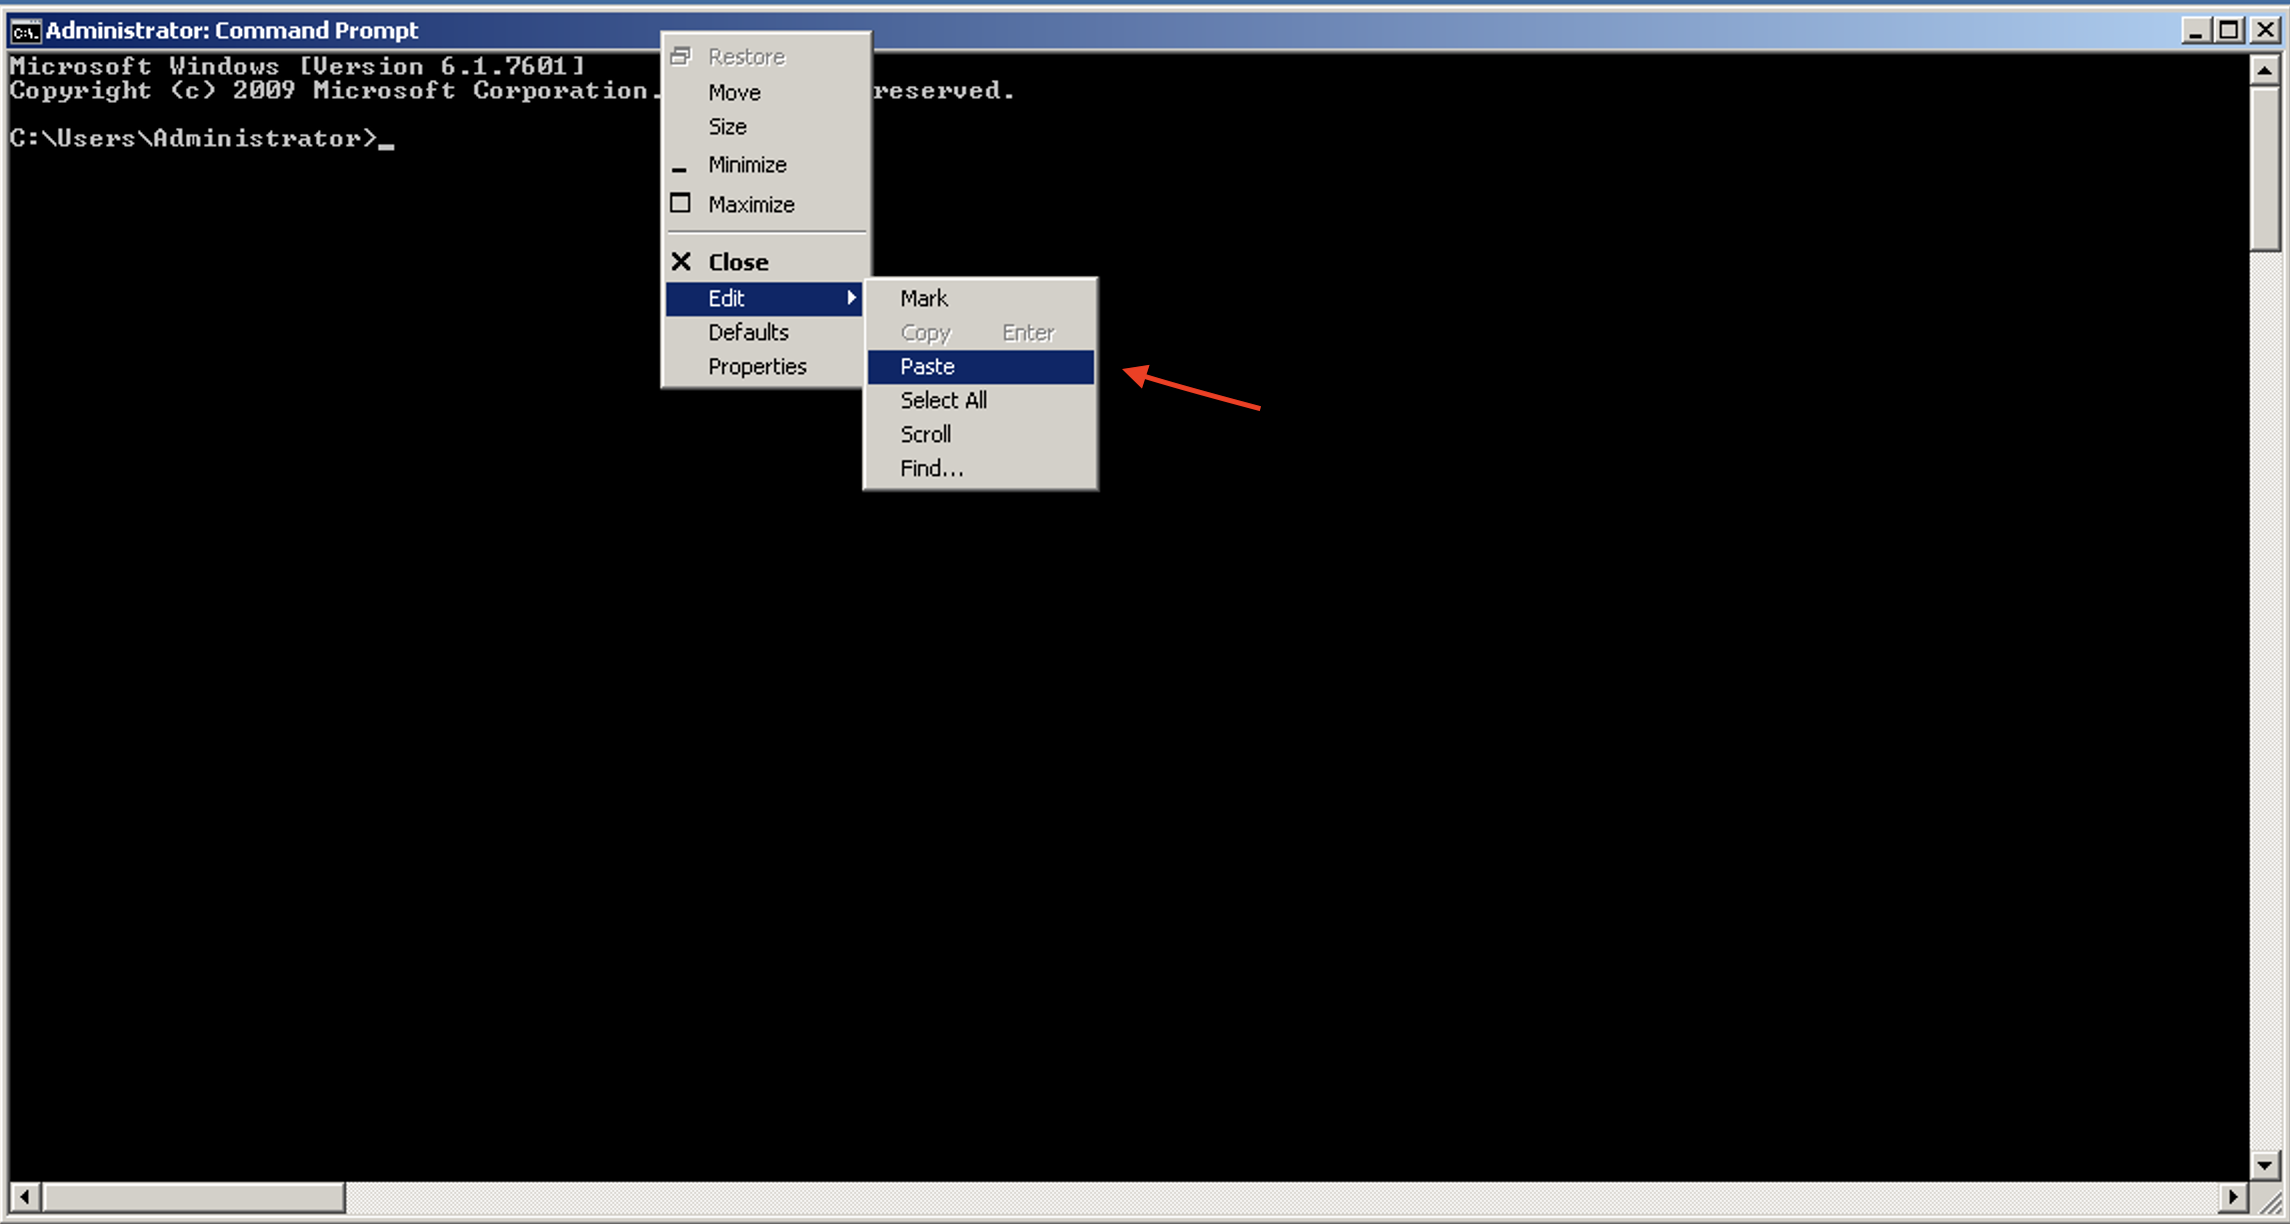 Administrator: Command Prompt
Microsoft Windows [Version 6.1.7601]
Copyright (c) 2009 Microsoft Corporation. reserved.
C:\Users\Administrator>_
Restore
Move
Size
Minimize
Maximize
Close
Edit
Defaults
Properties
Mark
Copy Enter
Paste
Select All
Scroll
Find...